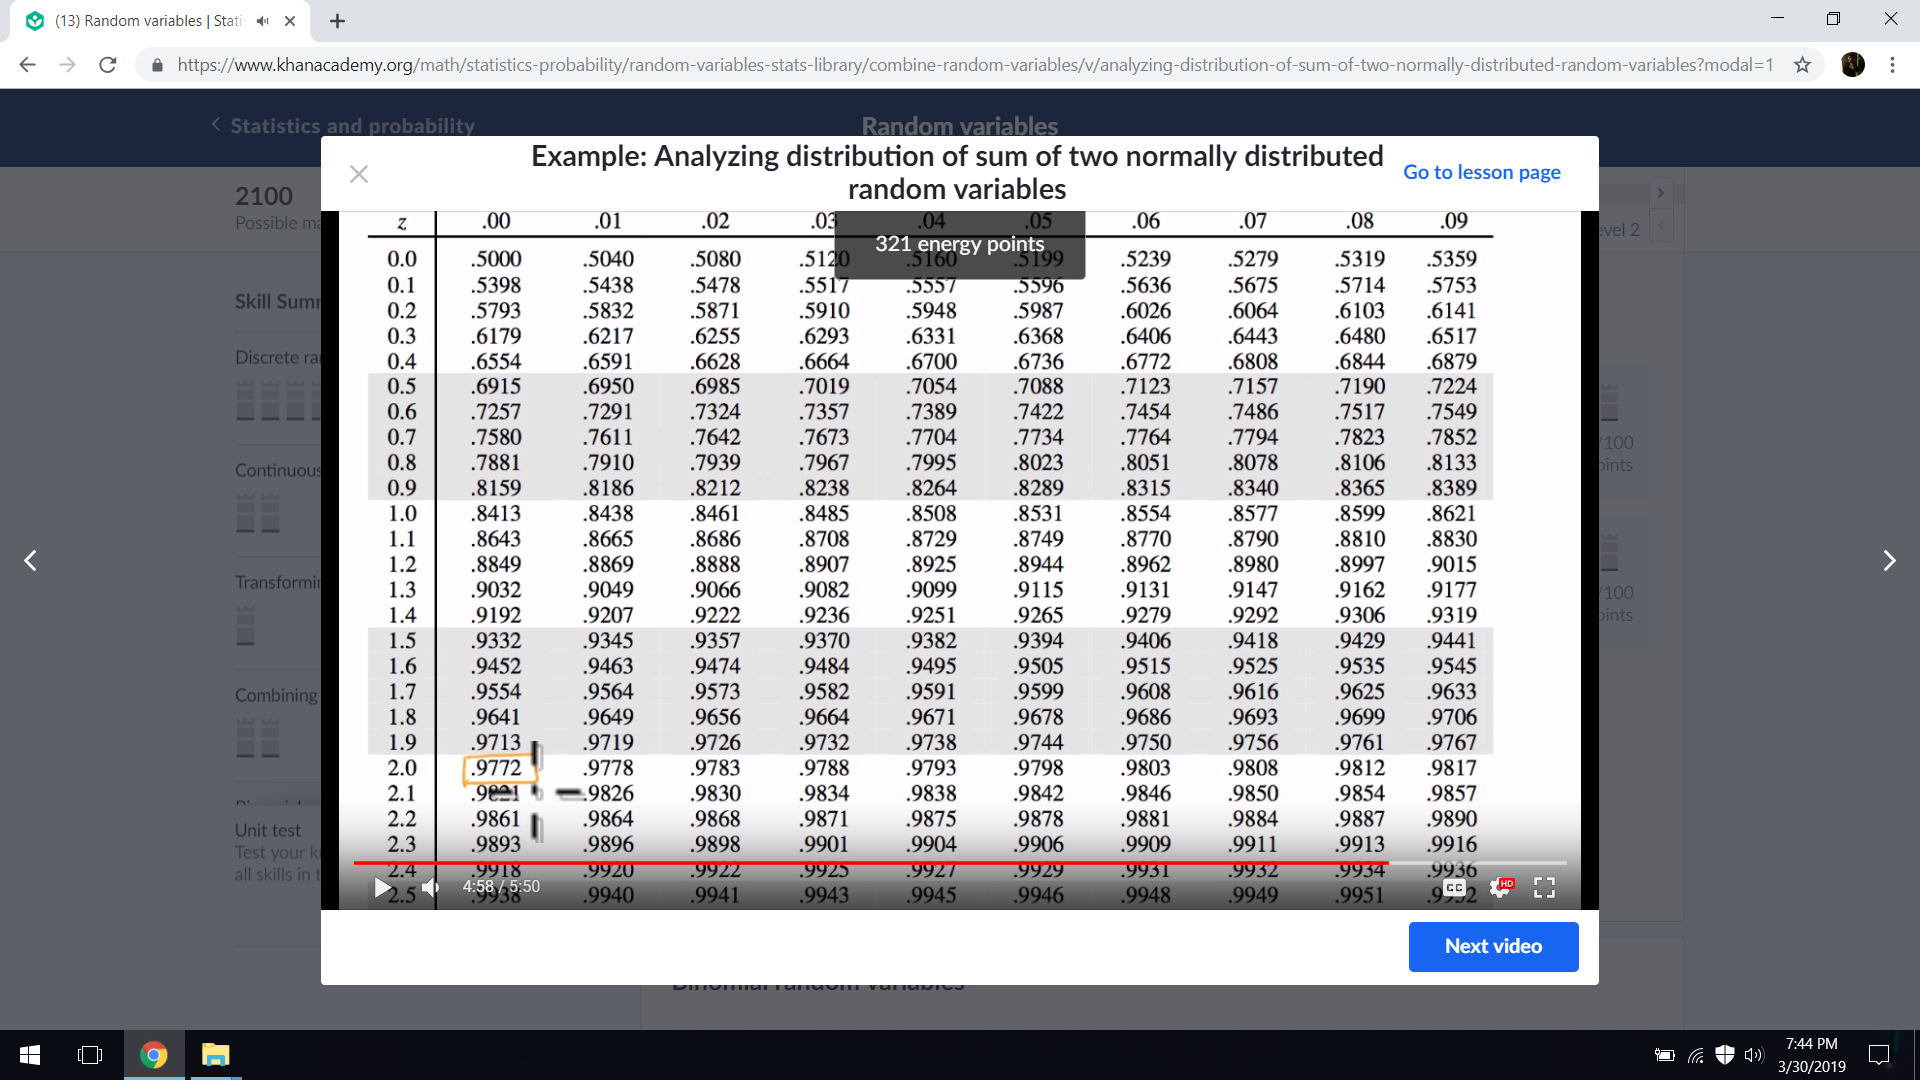 (13) Random variables | Stati
https://www.khanacademy.org/math/statistics-probability/random-variables-stats-library/combine-random-variables/v/analyzing-distribution-of-sum-of-two-normally-distributed-random-variables?modal=1
Statistics and probability
Random variables
Example: Analyzing distribution of sum of two normally distributed
random variables
Go to lesson page
2100
Possible ma
evel 2
Skill Summ
Discrete ra
Continuous
Transformin
Combining
Unit test
Test your k
all skills in t
/100
oints
/100
oints
321 energy points
z .00 .01 .02 .03 .04 .05 .06 .07 .08 .09
0.0 .5000 .5040 .5080 .5120 .5160 .5199 .5239 .5279 .5319 .5359
0.1 .5398 .5438 .5478 .5517 .5557 .5596 .5636 .5675 .5714 .5753
0.2 .5793 .5832 .5871 .5910 .5948 .5987 .6026 .6064 .6103 .6141
0.3 .6179 .6217 .6255 .6293 .6331 .6368 .6406 .6443 .6480 .6517
0.4 .6554 .6591 .6628 .6664 .6700 .6736 .6772 .6808 .6844 .6879
0.5 .6915 .6950 .6985 .7019 .7054 .7088 .7123 .7157 .7190 .7224
0.6 .7257 .7291 .7324 .7357 .7389 .7422 .7454 .7486 .7517 .7549
0.7 .7580 .7611 .7642 .7673 .7704 .7734 .7764 .7794 .7823 .7852
0.8 .7881 .7910 .7939 .7967 .7995 .8023 .8051 .8078 .8106 .8133
0.9 .8159 .8186 .8212 .8238 .8264 .8289 .8315 .8340 .8365 .8389
1.0 .8413 .8438 .8461 .8485 .8508 .8531 .8554 .8577 .8599 .8621
1.1 .8643 .8665 .8686 .8708 .8729 .8749 .8770 .8790 .8810 .8830
1.2 .8849 .8869 .8888 .8907 .8925 .8944 .8962 .8980 .8997 .9015
1.3 .9032 .9049 .9066 .9082 .9099 .9115 .9131 .9147 .9162 .9177
1.4 .9192 .9207 .9222 .9236 .9251 .9265 .9279 .9292 .9306 .9319
1.5 .9332 .9345 .9357 .9370 .9382 .9394 .9406 .9418 .9429 .9441
1.6 .9452 .9463 .9474 .9484 .9495 .9505 .9515 .9525 .9535 .9545
1.7 .9554 .9564 .9573 .9582 .9591 .9599 .9608 .9616 .9625 .9633
1.8 .9641 .9649 .9656 .9664 .9671 .9678 .9686 .9693 .9699 .9706
1.9 .9713 .9719 .9726 .9732 .9738 .9744 .9750 .9756 .9761 .9767
2.0 .9772 .9778 .9783 .9788 .9793 .9798 .9803 .9808 .9812 .9817
2.1 .9821 .9826 .9830 .9834 .9838 .9842 .9846 .9850 .9854 .9857
2.2 .9861 .9864 .9868 .9871 .9875 .9878 .9881 .9884 .9887 .9890
2.3 .9893 .9896 .9898 .9901 .9904 .9906 .9909 .9911 .9913 .9916
2.4 .9918 .9920 .9922 .9925 .9927 .9929 .9931 .9932 .9934 .9936
2.5 .9938 .9940 .9941 .9943 .9945 .9946 .9948 .9949 .9951 .9952
4:58 / 5:50
CC
HD
Next video
Binomial random variables
7:44 PM
3/30/2019